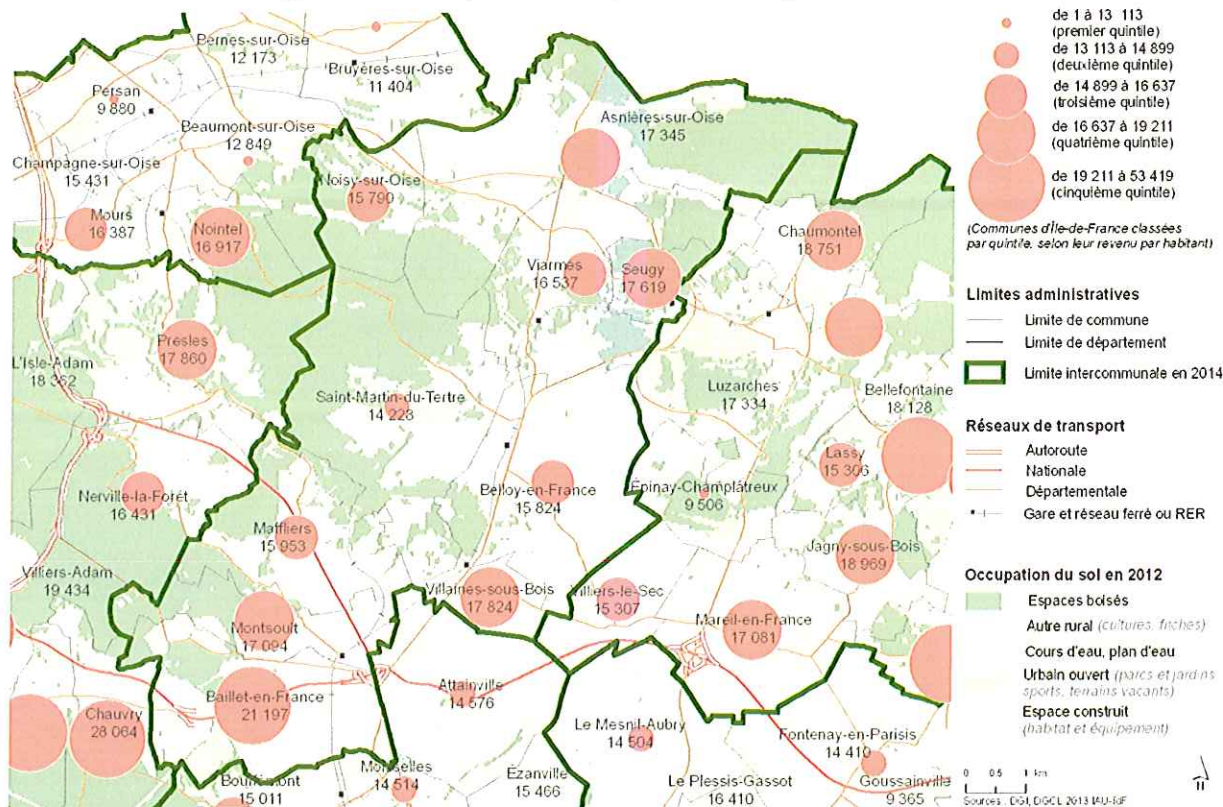 Bernes-sur-Oise
12 173
Bruyères-sur-Oise
11 404
Persan
9 880
Beaumont-sur-Oise
12 849
Asnières-sur-Oise
17 345
Champagne-sur-Oise
15 431
Noisy-sur-Oise
15 790
Mours
16 387
Nointel
16 917
Chaumontel
18 751
Viarmes
16 537
Seugy
17 619
Presles
17 860
L'Isle-Adam
18 362
Saint-Martin-du-Tertre
14 223
Luzarches
17 334
Bellefontaine
18 128
Lassy
15 306
Nerville-la-Forêt
16 431
Belloy-en-France
15 824
Épinay-Champlâtreux
9 506
Maffliers
15 953
Jagny-sous-Bois
18 969
Villiers-Adam
19 434
Villaines-sous-Bois
17 824
Villiers-le-Sec
15 307
Montsoult
17 094
Mareil-en-France
17 081
Baillet-en-France
21 197
Attainville
14 576
Chauvry
28 064
Le Mesnil-Aubry
14 504
Fontenay-en-Parisis
14 410
Bouffémont
15 011
Moisselles
14 514
Ézanville
15 466
Le Plessis-Gassot
16 410
Goussainville
9 365
de 1 à 13 113
(premier quintile)
de 13 113 à 14 899
(deuxième quintile)
de 14 899 à 16 637
(troisième quintile)
de 16 637 à 19 211
(quatrième quintile)
de 19 211 à 53 419
(cinquième quintile)
(Communes d'Île-de-France classées
par quintile, selon leur revenu par habitant)
Limites administratives
Limite de commune
Limite de département
Limite intercommunale en 2014
Réseaux de transport
Autoroute
Nationale
Départementale
Gare et réseau ferré ou RER
Occupation du sol en 2012
Espaces boisés
Autre rural (cultures, friches)
Cours d'eau, plan d'eau
Urbain ouvert (parcs et jardins
sports, terrains vacants)
Espace construit
(habitat et équipement)
0 0.5 1 km
N
Sources : DGI, DGCL 2013 IAU-îdF